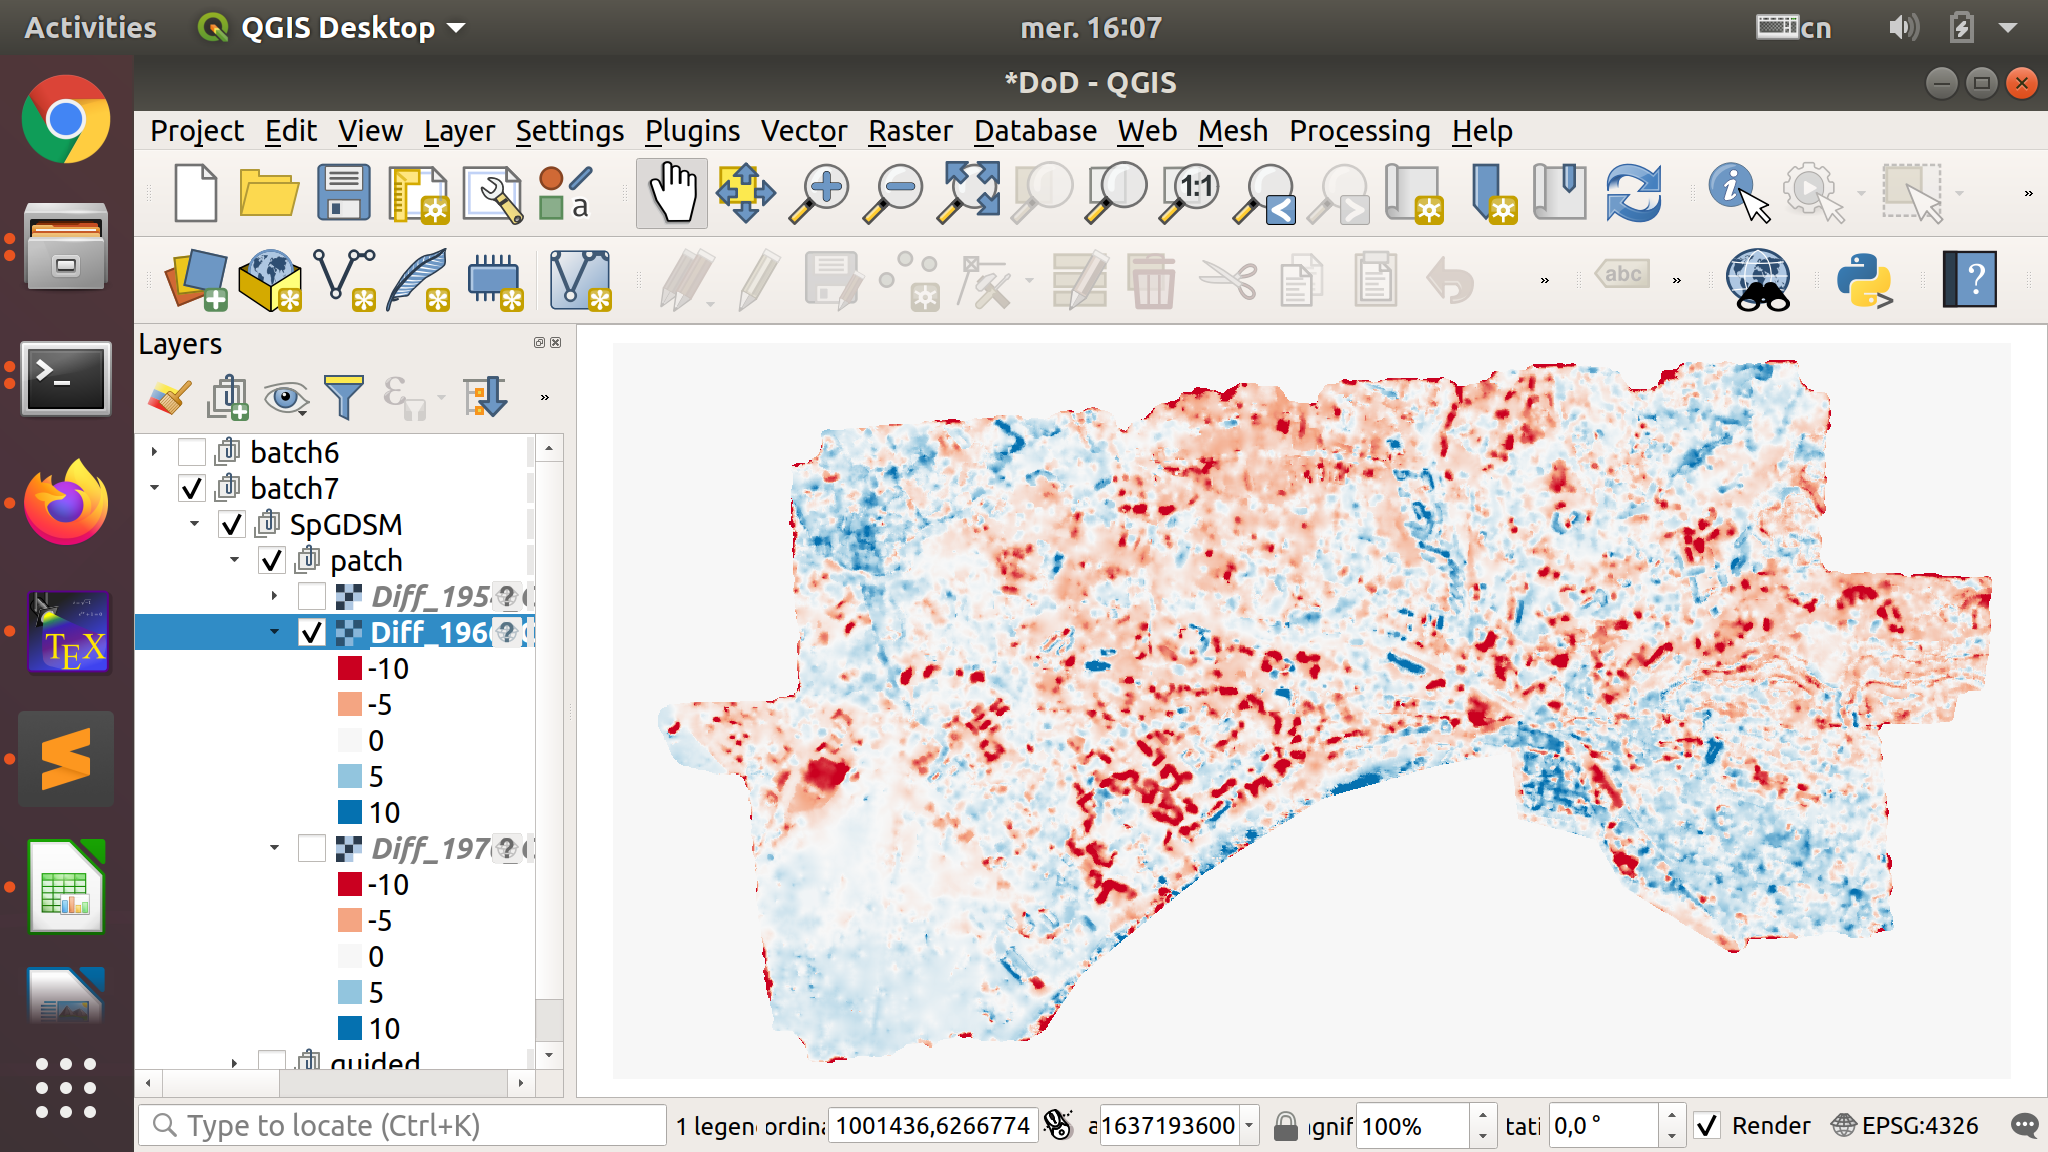 Activities QGIS Desktop mer. 16:07 cn
*DoD - QGIS
Project Edit View Layer Settings Plugins Vector Raster Database Web Mesh Processing Help
a 1:1 »
» abc » ?
Layers
ε »
batch6
batch7
SpGDSM
patch
Diff_195 ?
Diff_196 ?
-10
-5
0
5
10
Diff_197 ?
-10
-5
0
5
10
guided
TEX
Type to locate (Ctrl+K) 1 legen ordina 1001436,6266774 a 1637193600 agnif 100% tati 0,0 ° Render EPSG:4326